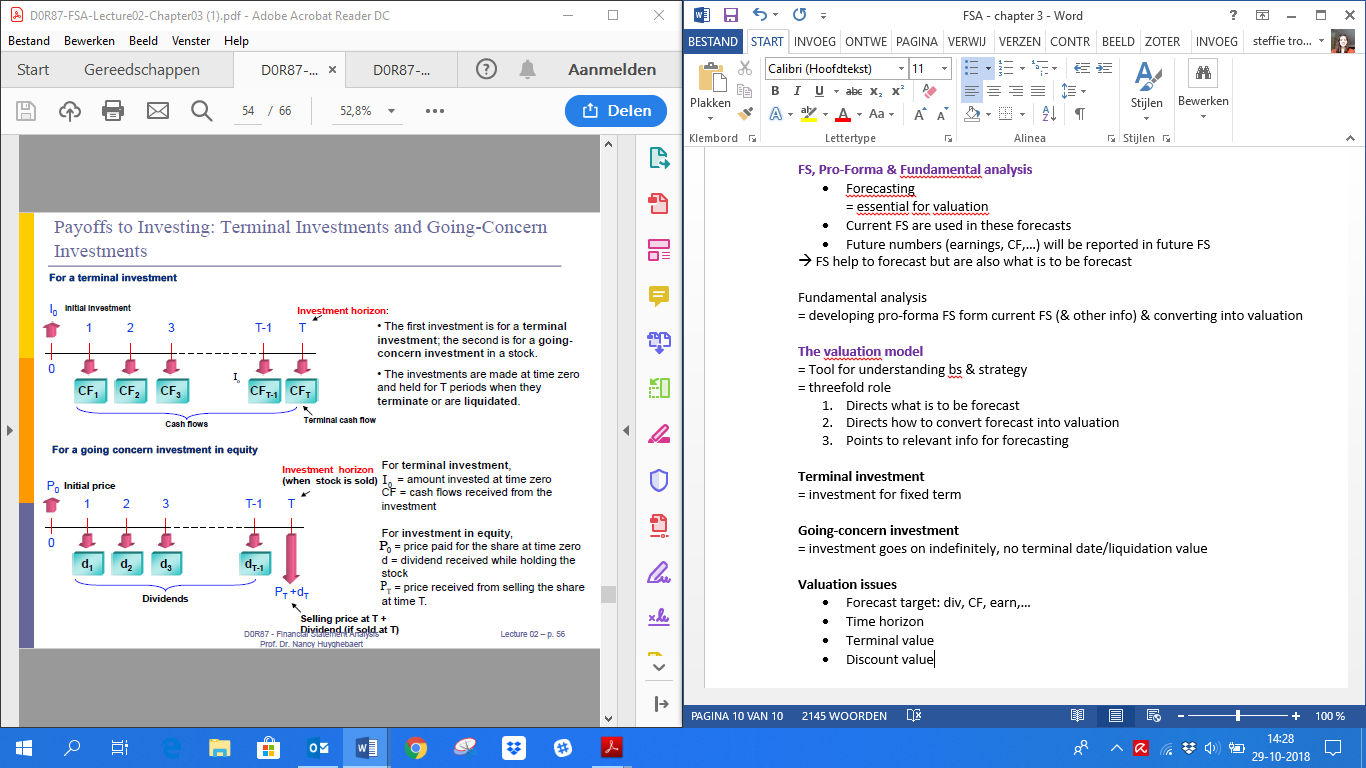 D0R87-FSA-Lecture02-Chapter03 (1).pdf - Adobe Acrobat Reader DC
Bestand Bewerken Beeld Venster Help
Start Gereedschappen D0R87-... × D0R87-... Aanmelden
54 / 66 52,8% Delen
Payoffs to Investing: Terminal Investments and Going-Concern
Investments
For a terminal investment
I0 Initial investment
Investment horizon:
1 2 3 T-1 T
0
I0
CF1 CF2 CF3 CFT-1 CFT
Cash flows
Terminal cash flow
• The first investment is for a terminal
investment; the second is for a going-
concern investment in a stock.
• The investments are made at time zero
and held for T periods when they
terminate or are liquidated.
For a going concern investment in equity
P0 Initial price
Investment horizon
(when stock is sold)
1 2 3 T-1 T
0
d1 d2 d3 dT-1
Dividends
PT +dT
Selling price at T +
Dividend (if sold at T)
For terminal investment,
I0 = amount invested at time zero
CF = cash flows received from the
investment
For investment in equity,
P0 = price paid for the share at time zero
d = dividend received while holding the
stock
PT = price received from selling the share
at time T.
D0R87 - Financial Statement Analysis
Prof. Dr. Nancy Huyghebaert
Lecture 02 – p. 56
FSA - chapter 3 - Word
BESTAND START INVOEG ONTWE PAGINA VERWIJ VERZEN CONTR BEELD ZOTER INVOEG steffie tro...
Plakken
Calibri (Hoofdtekst) 11
B I U abc x2 x2
A ab A Aa A A
Stijlen
Bewerken
Klembord Lettertype Alinea Stijlen
FS, Pro-Forma & Fundamental analysis
• Forecasting
= essential for valuation
• Current FS are used in these forecasts
• Future numbers (earnings, CF,…) will be reported in future FS
→ FS help to forecast but are also what is to be forecast
Fundamental analysis
= developing pro-forma FS form current FS (& other info) & converting into valuation
The valuation model
= Tool for understanding bs & strategy
= threefold role
1. Directs what is to be forecast
2. Directs how to convert forecast into valuation
3. Points to relevant info for forecasting
Terminal investment
= investment for fixed term
Going-concern investment
= investment goes on indefinitely, no terminal date/liquidation value
Valuation issues
• Forecast target: div, CF, earn,…
• Time horizon
• Terminal value
• Discount value
PAGINA 10 VAN 10 2145 WOORDEN 100 %
14:28
29-10-2018